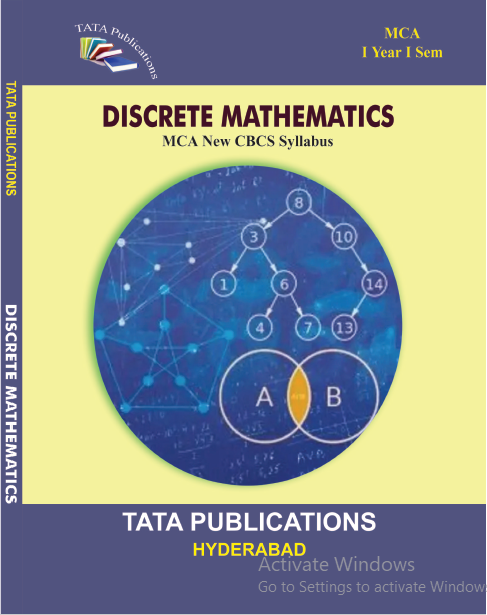 TATA Publications
MCA
I Year I Sem
DISCRETE MATHEMATICS
MCA New CBCS Syllabus
TATA PUBLICATIONS
DISCRETE MATHEMATICS
8
3
10
1
6
14
4
7
13
A
B
TATA PUBLICATIONS
HYDERABAD
Activate Windows
Go to Settings to activate Window